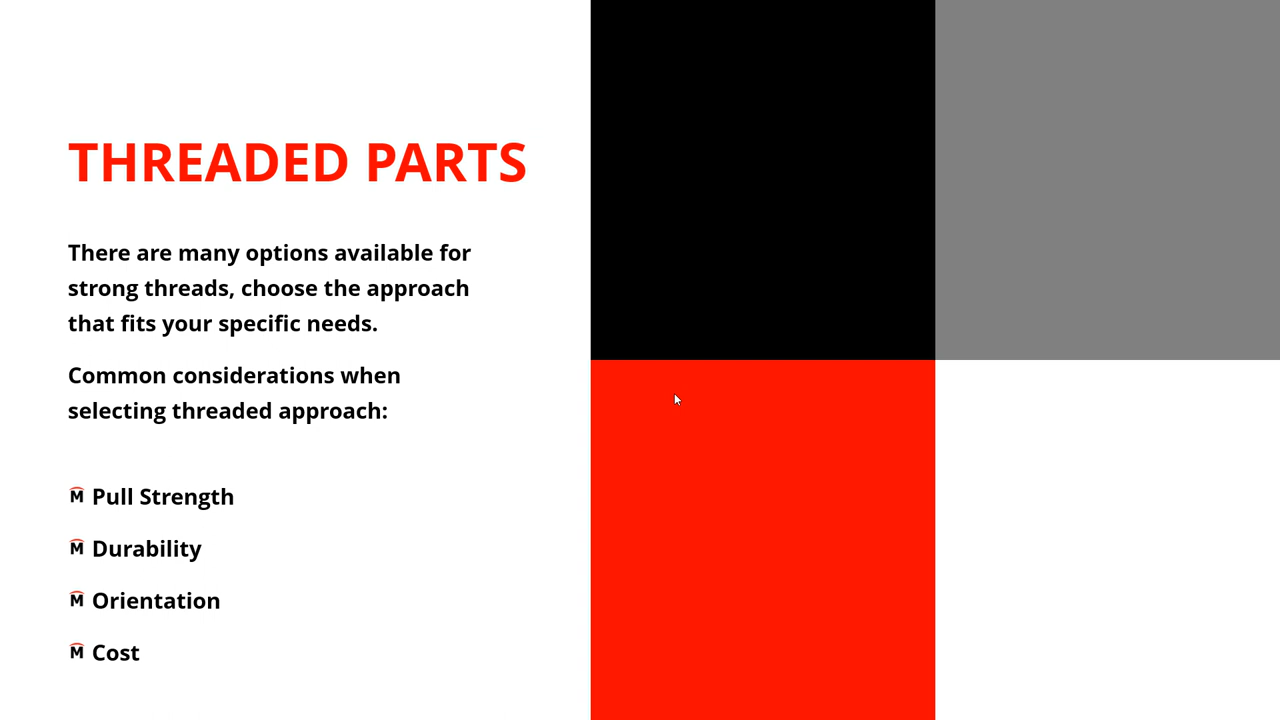 THREADED PARTS
There are many options available for
strong threads, choose the approach
that fits your specific needs.
Common considerations when
selecting threaded approach:
M Pull Strength
M Durability
M Orientation
M Cost